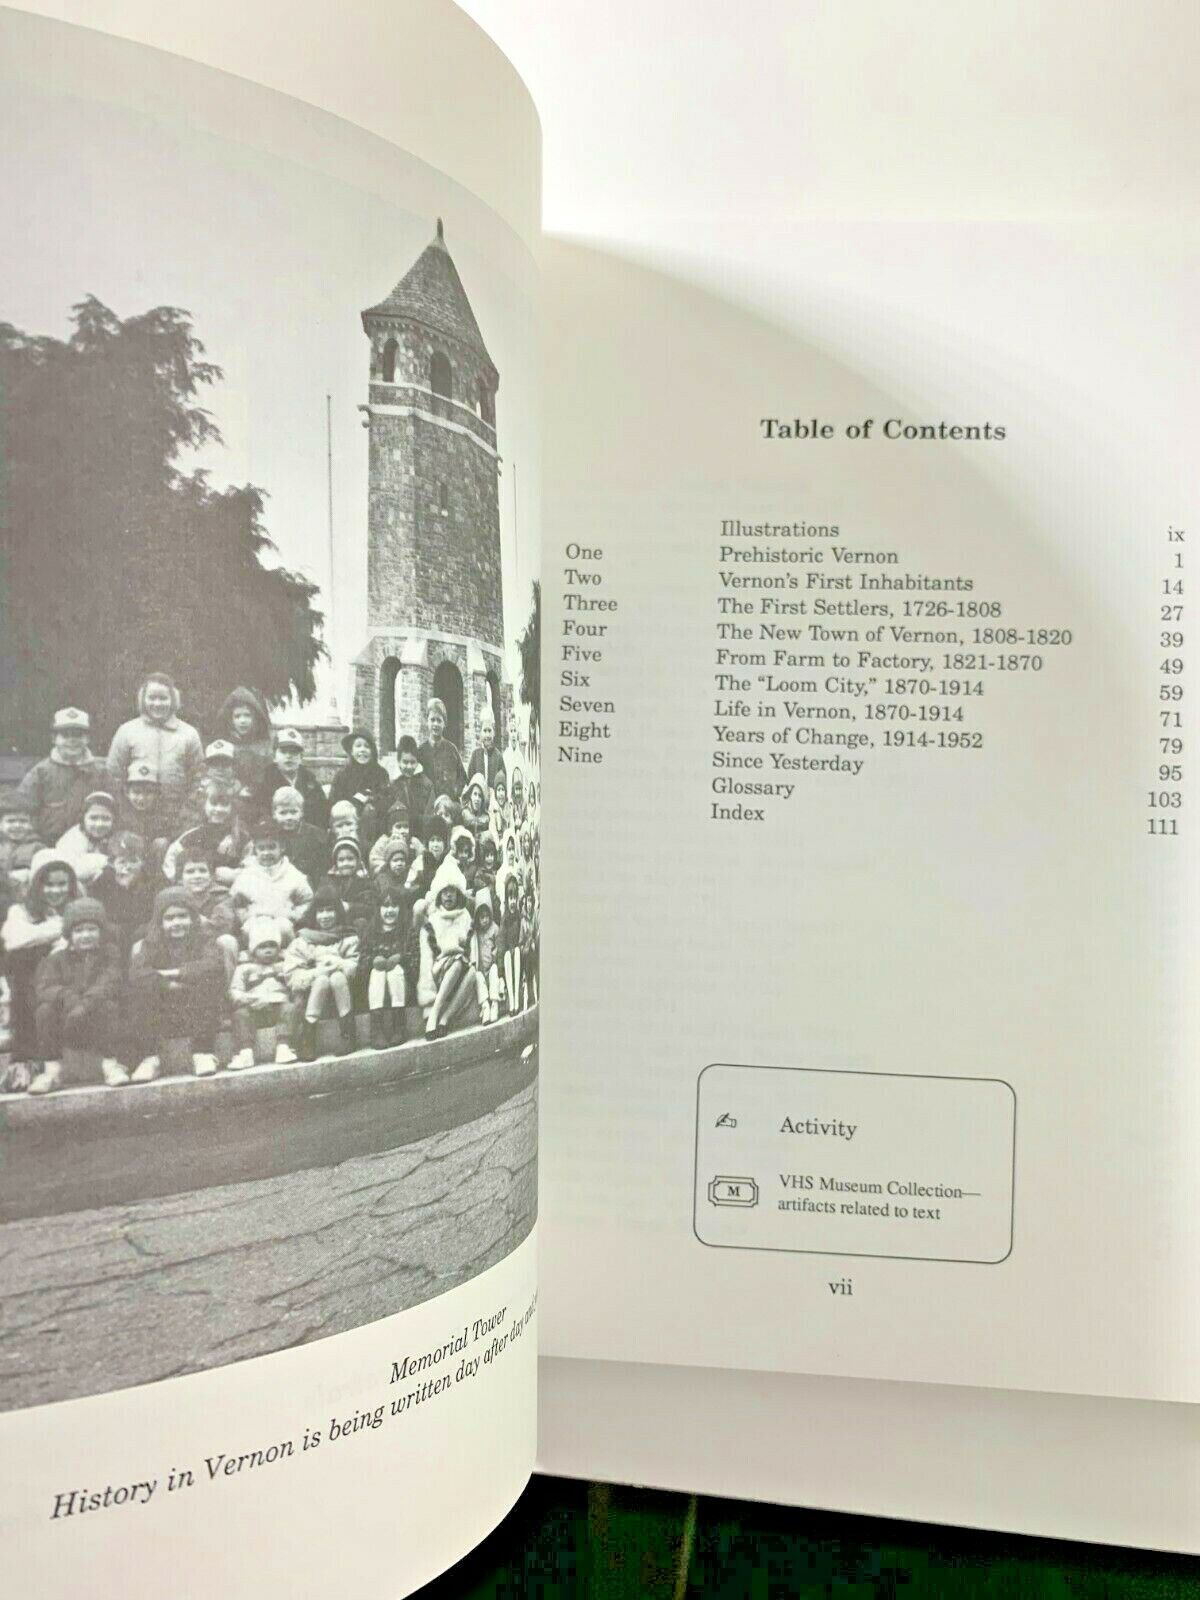 Memorial Tower
History in Vernon is being written day after day and
Table of Contents
Illustrations ix
One Prehistoric Vernon 1
Two Vernon's First Inhabitants 14
Three The First Settlers, 1726-1808 27
Four The New Town of Vernon, 1808-1820 39
Five From Farm to Factory, 1821-1870 49
Six The "Loom City," 1870-1914 59
Seven Life in Vernon, 1870-1914 71
Eight Years of Change, 1914-1952 79
Nine Since Yesterday 95
Glossary 103
Index 111
Activity
M VHS Museum Collection—
artifacts related to text
vii